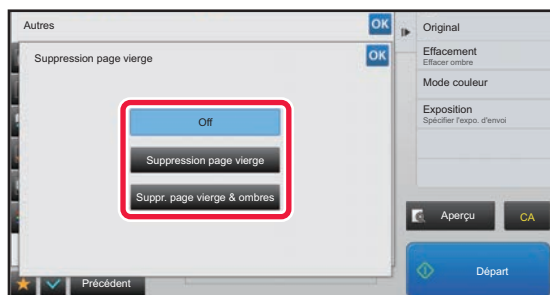 Autres
OK
Suppression page vierge
OK
Off
Suppression page vierge
Suppr. page vierge & ombres
Précédent
Original
Effacement
Effacer ombre
Mode couleur
Exposition
Spécifier l'expo. d'envoi
Aperçu
CA
Départ